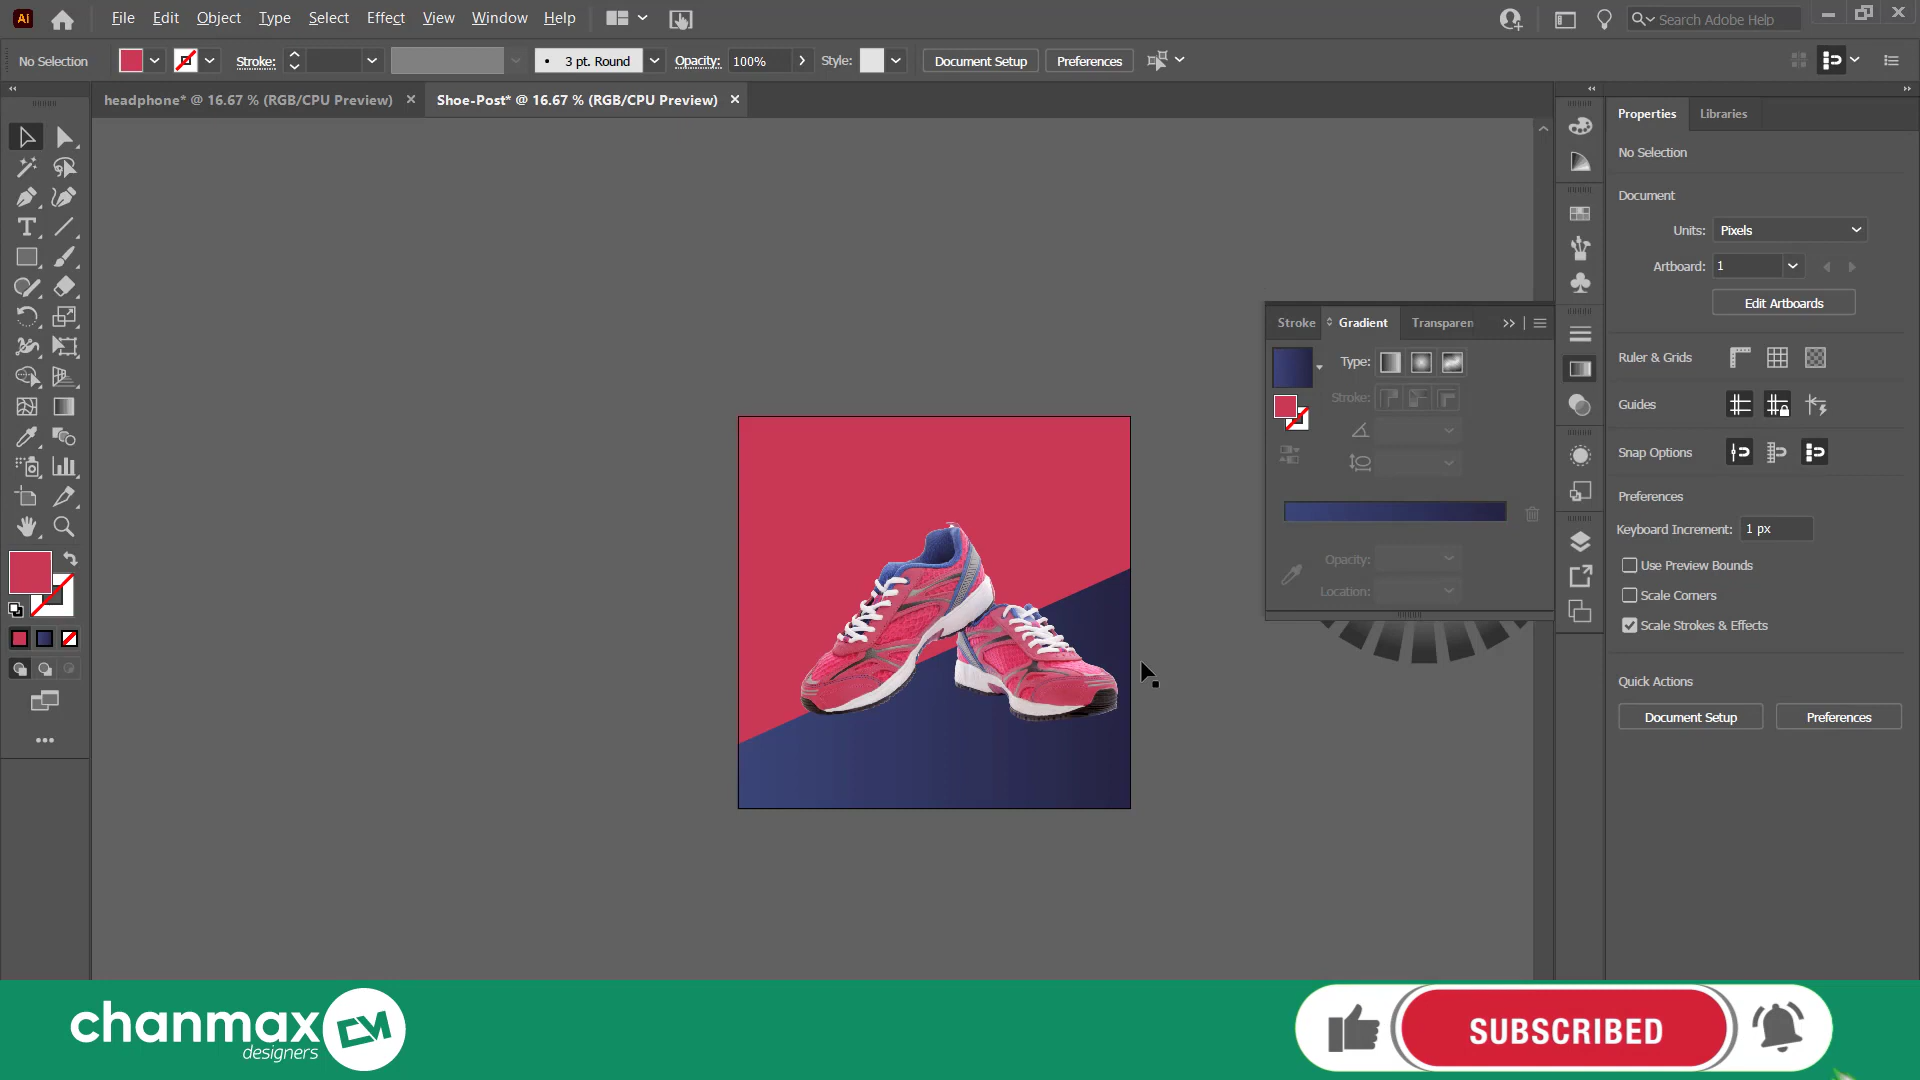 Ai
File Edit Object Type Select Effect View Window Help
Search Adobe Help
No Selection
Stroke:
3 pt. Round
Opacity: 100%
Style:
Document Setup
Preferences
headphone* @ 16.67 % (RGB/CPU Preview) ×
Shoe-Post* @ 16.67 % (RGB/CPU Preview) ×
Properties
Libraries
No Selection
Document
Units: Pixels
Artboard: 1
Edit Artboards
Ruler & Grids
Guides
Snap Options
Preferences
Keyboard Increment: 1 px
Use Preview Bounds
Scale Corners
Scale Strokes & Effects
Quick Actions
Document Setup
Preferences
Stroke
Gradient
Transparen
Type:
Stroke:
Opacity:
Location:
chanmax
designers
CM
SUBSCRIBED